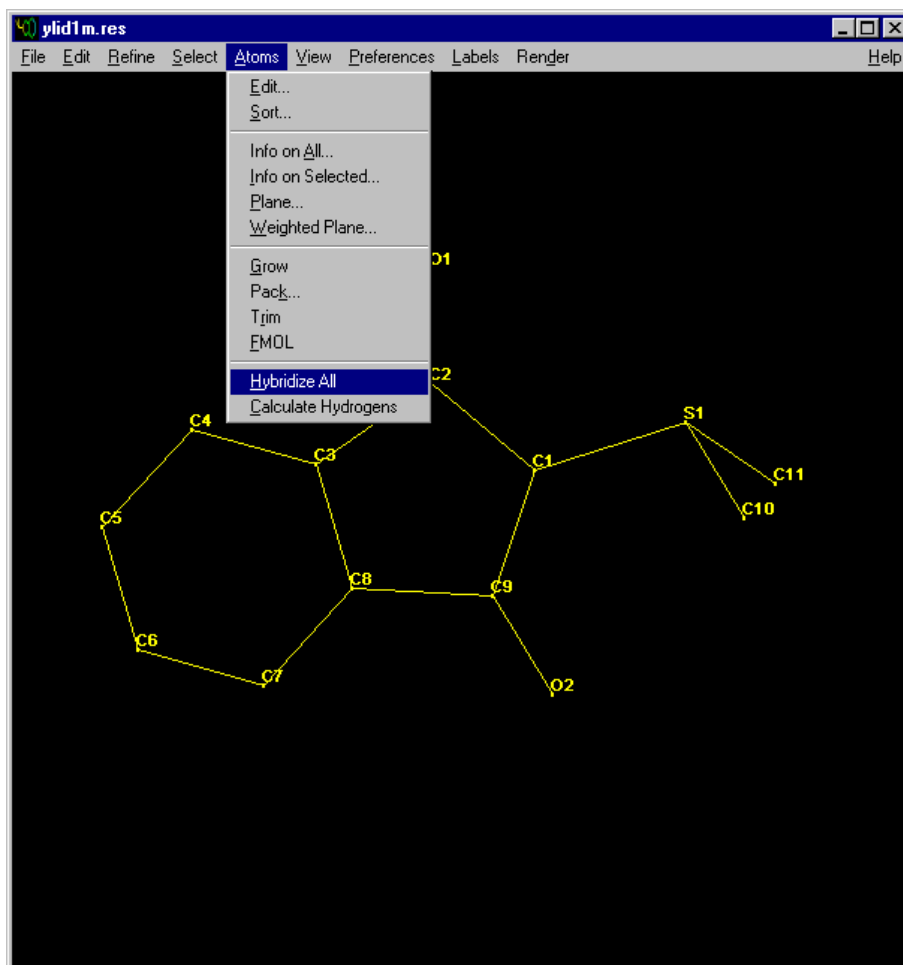 ylid1m.res
File Edit Refine Select Atoms View Preferences Labels Render Help
Edit...
Sort...
Info on All...
Info on Selected...
Plane...
Weighted Plane...
Grow
Pack...
Trim
FMOL
Hybridize All
Calculate Hydrogens
O1
C2
C4
S1
C3
C1
C11
C10
C5
C8
C9
C6
C7
O2